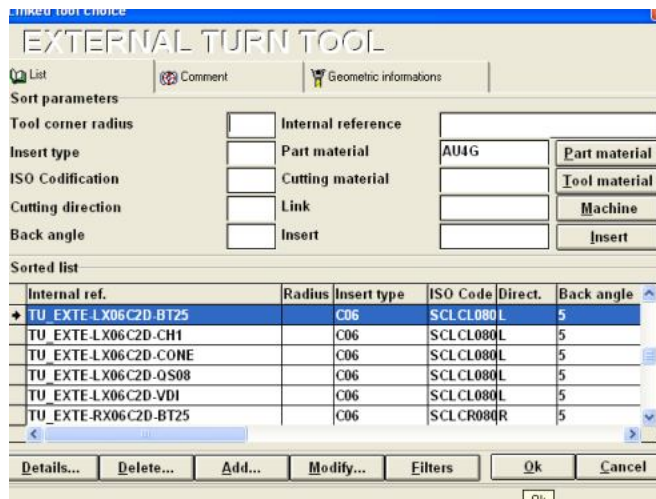 Linked tool choice
EXTERNAL TURN TOOL
List Comment Geometric informations
Sort parameters
Tool corner radius Internal reference
Insert type Part material AU4G Part material
ISO Codification Cutting material Tool material
Cutting direction Link Machine
Back angle Insert Insert
Sorted list
Internal ref. Radius Insert type ISO Code Direct. Back angle
TU_EXTE-LX06C2D-BT25 C06 SCLCL080 L 5
TU_EXTE-LX06C2D-CH1 C06 SCLCL080 L 5
TU_EXTE-LX06C2D-CONE C06 SCLCL080 L 5
TU_EXTE-LX06C2D-QS08 C06 SCLCL080 L 5
TU_EXTE-LX06C2D-VDI C06 SCLCL080 L 5
TU_EXTE-RX06C2D-BT25 C06 SCLCR080 R 5
Details... Delete... Add... Modify... Filters Ok Cancel
Ok